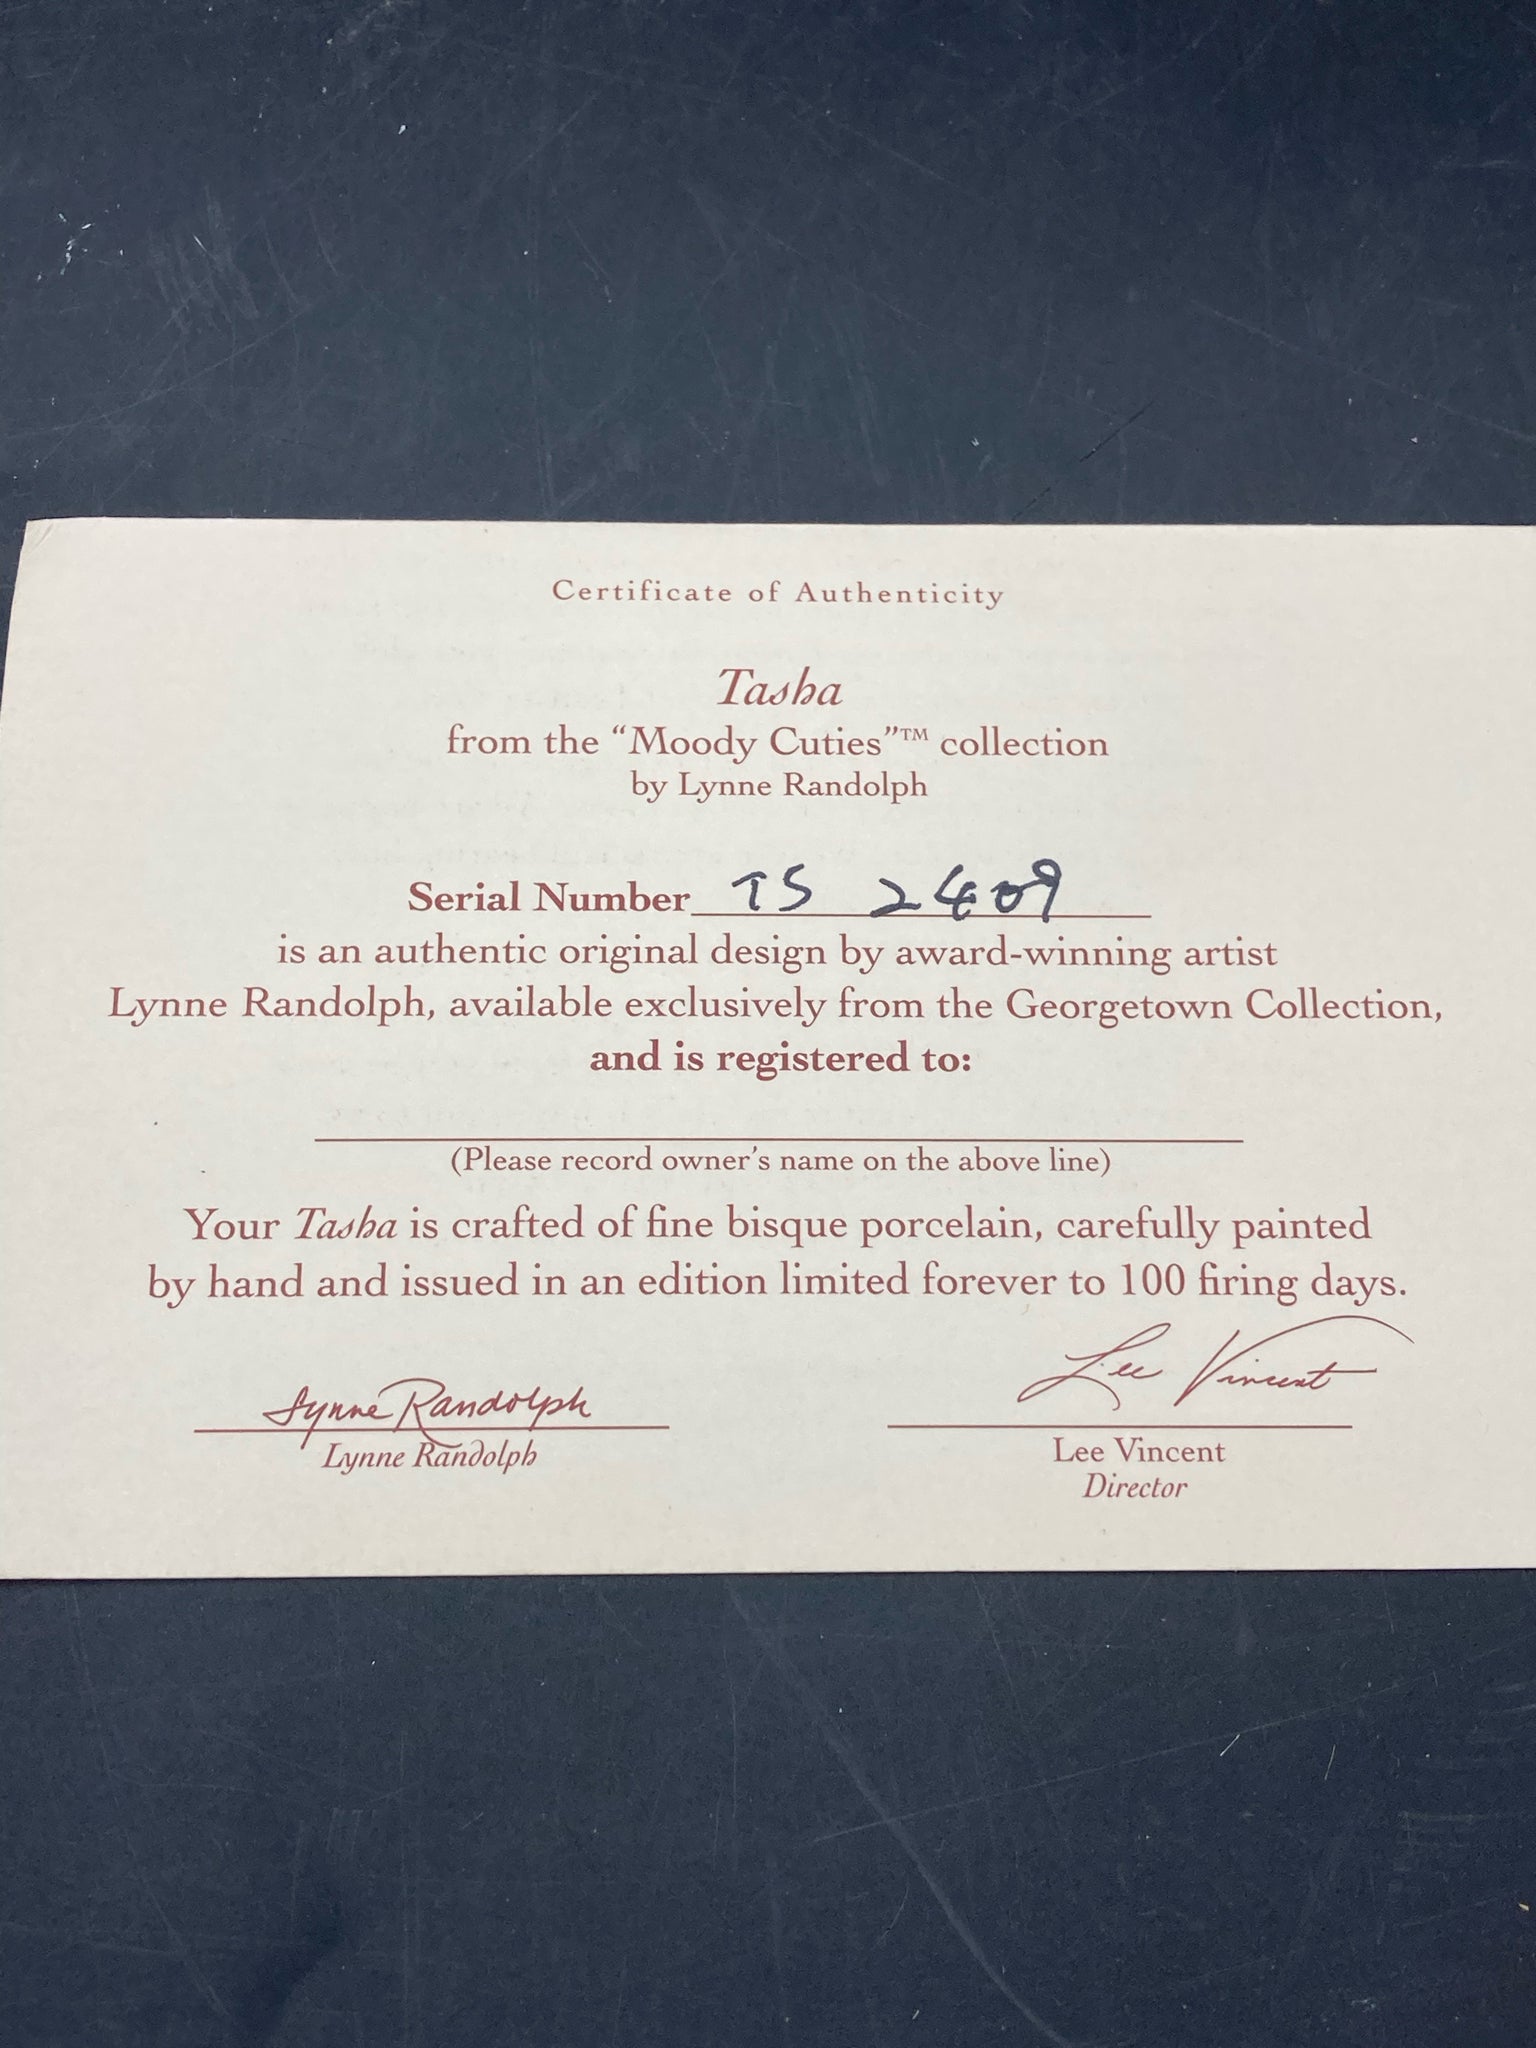 Certificate of Authenticity
Tasha
from the “Moody Cuties”™ collection
by Lynne Randolph
Serial Number TS 2409
is an authentic original design by award-winning artist
Lynne Randolph, available exclusively from the Georgetown Collection,
and is registered to:
(Please record owner’s name on the above line)
Your Tasha is crafted of fine bisque porcelain, carefully painted
by hand and issued in an edition limited forever to 100 firing days.
Lynne Randolph Lee Vincent
Lynne Randolph Lee Vincent
Director